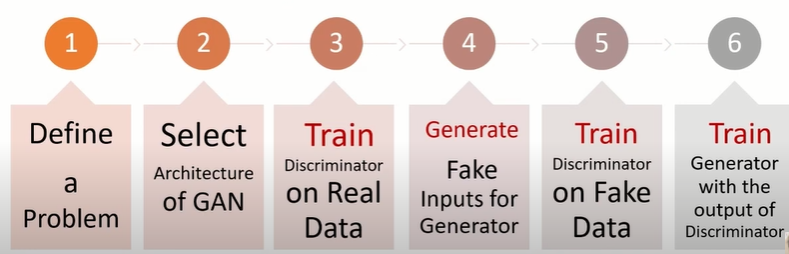 1
2
3
4
5
6
Define
a
Problem
Select
Architecture
of GAN
Train
Discriminator
on Real
Data
Generate
Fake
Inputs for
Generator
Train
Discriminator
on Fake
Data
Train
Generator
with the
output of
Discriminator